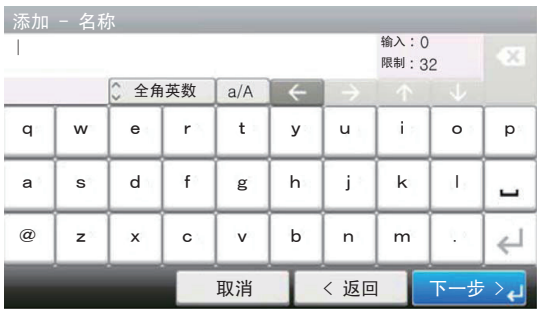 添加 - 名称
输入：0
限制：32
全角英数 a/A ← → ↑ ↓
q w e r t y u i o p
a s d f g h j k l
@ z x c v b n m .
取消 < 返回 下一步 >